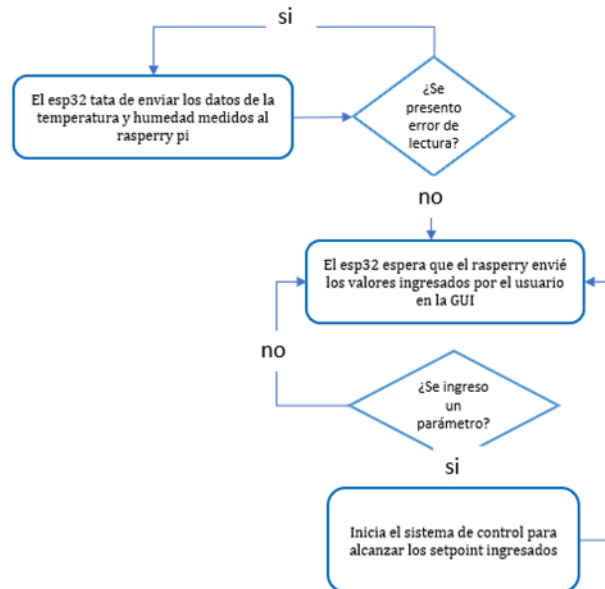 si
El esp32 tata de enviar los datos de la
temperatura y humedad medidos al
rasperry pi
¿Se
presento
error de
lectura?
no
El esp32 espera que el rasperry envié
los valores ingresados por el usuario
en la GUI
no
¿Se ingreso
un
parámetro?
si
Inicia el sistema de control para
alcanzar los setpoint ingresados